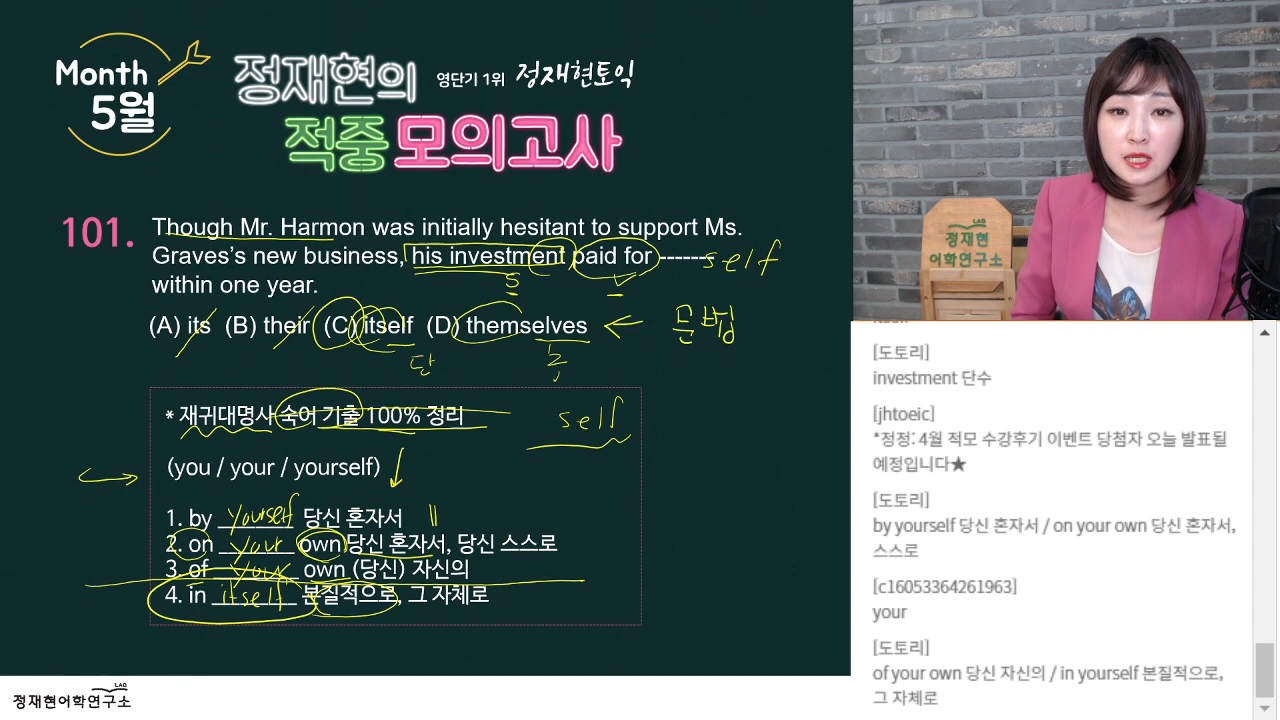 Month
5월
정재현의
영단기 1위 정재현토익
적중 모의고사
101.
Though Mr. Harmon was initially hesitant to support Ms.
Graves's new business, his investment paid for ------- self
within one year.
S
V
(A) its (B) their (C) itself (D) themselves ← 문법
단
* 재귀대명사 숙어 기출 100% 정리
self
(you / your / yourself)
1. by yourself 당신 혼자서
2. on your own 당신 혼자서, 당신 스스로
3. of your own (당신) 자신의
4. in itself 본질적으로, 그 자체로
LAB
정재현어학연구소
LAB
정재현
어학연구소
[도토리]
investment 단수
[jhtoeic]
*정정: 4월 적모 수강후기 이벤트 당첨자 오늘 발표될
예정입니다★
[도토리]
by yourself 당신 혼자서 / on your own 당신 혼자서,
스스로
[c16053364261963]
your
[도토리]
of your own 당신 자신의 / in yourself 본질적으로,
그 자체로